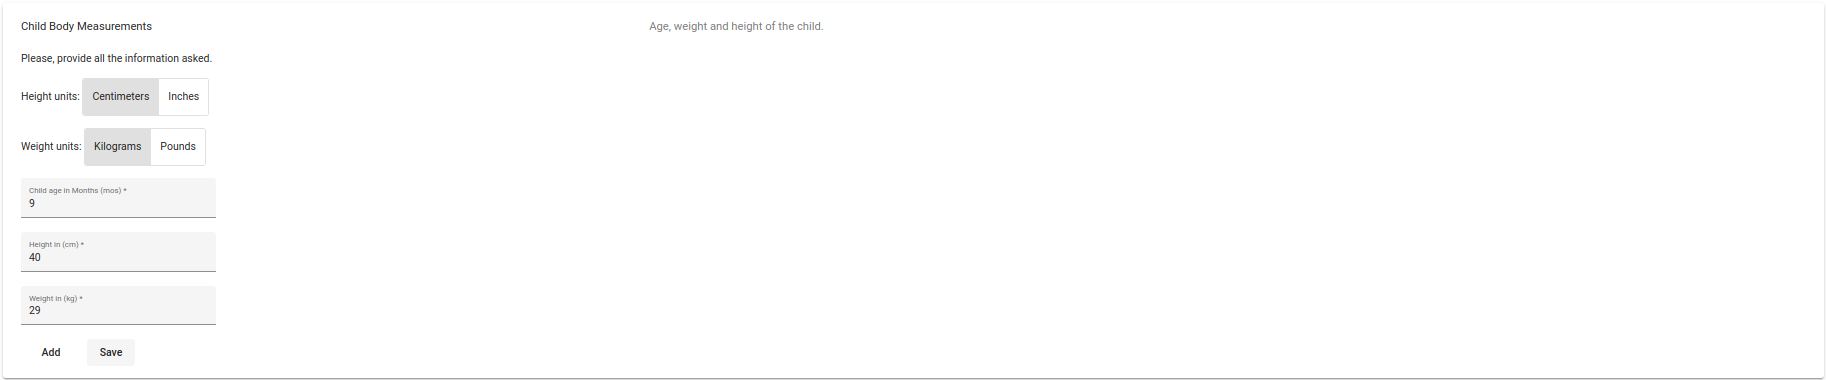 Child Body Measurements
Age, weight and height of the child.
Please, provide all the information asked.
Height units: Centimeters Inches
Weight units: Kilograms Pounds
Child age in Months (mos) *
9
Height in (cm) *
40
Weight in (kg) *
29
Add Save